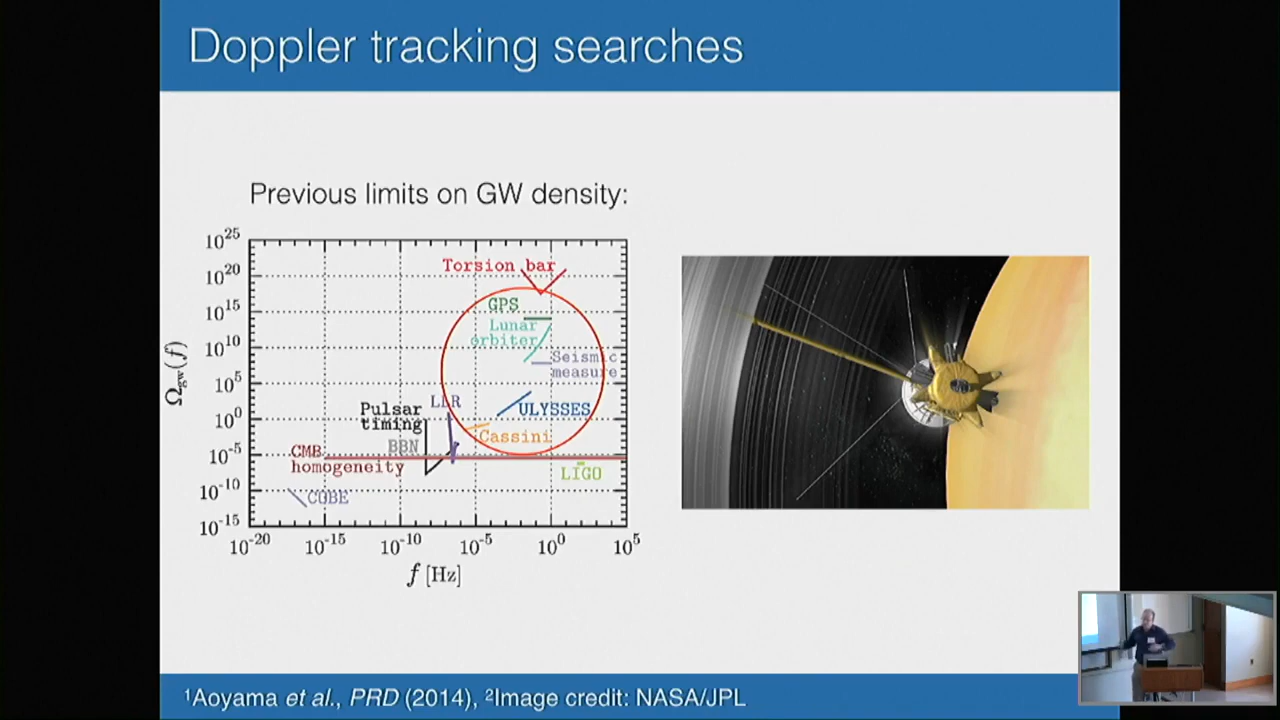 Doppler tracking searches
Previous limits on GW density:
10^25
10^20
10^15
10^10
10^5
10^0
10^-5
10^-10
10^-15
Ω_gw(f)
Torsion bar
GPS
Lunar
orbiter
Seismic
measure
LLR
ULYSSES
Pulsar
timing
Cassini
BBN
CMB
homogeneity
LIGO
COBE
10^-20 10^-15 10^-10 10^-5 10^0 10^5
f [Hz]
¹Aoyama et al., PRD (2014), ²Image credit: NASA/JPL